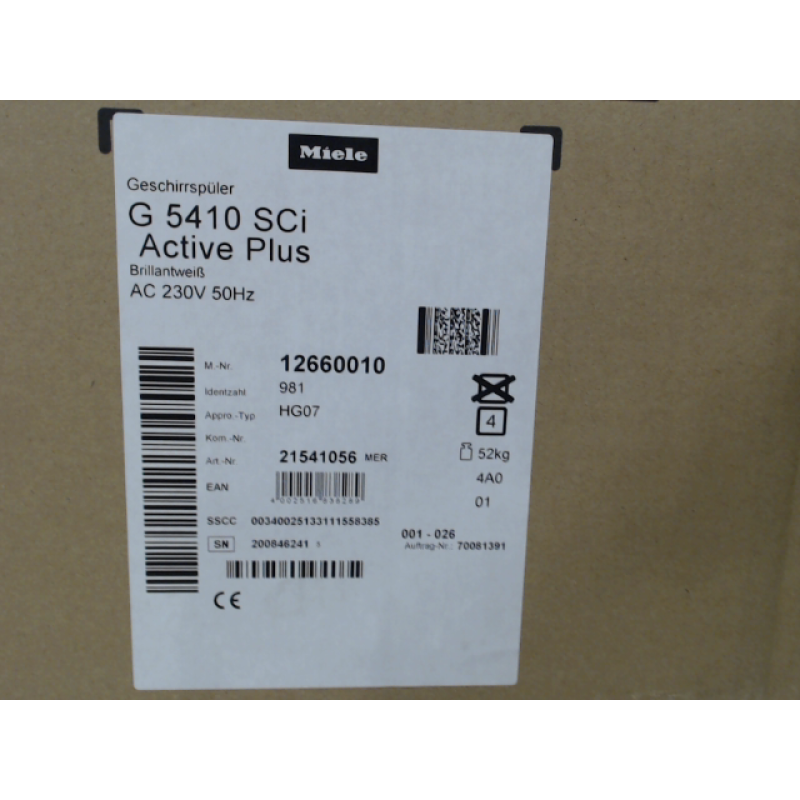 Miele
Geschirrspüler
G 5410 SCi
Active Plus
Brillantweiß
AC 230V 50Hz
M.-Nr. 12660010
Identzahl 981
Appro.-Typ HG07
4
Kom.-Nr.
Art.-Nr. 21541056 MER
52kg
EAN
4A0
01
SSCC 00340025133111558385
001 - 026
SN 200846241
Auftrag-Nr.: 70081391
CE